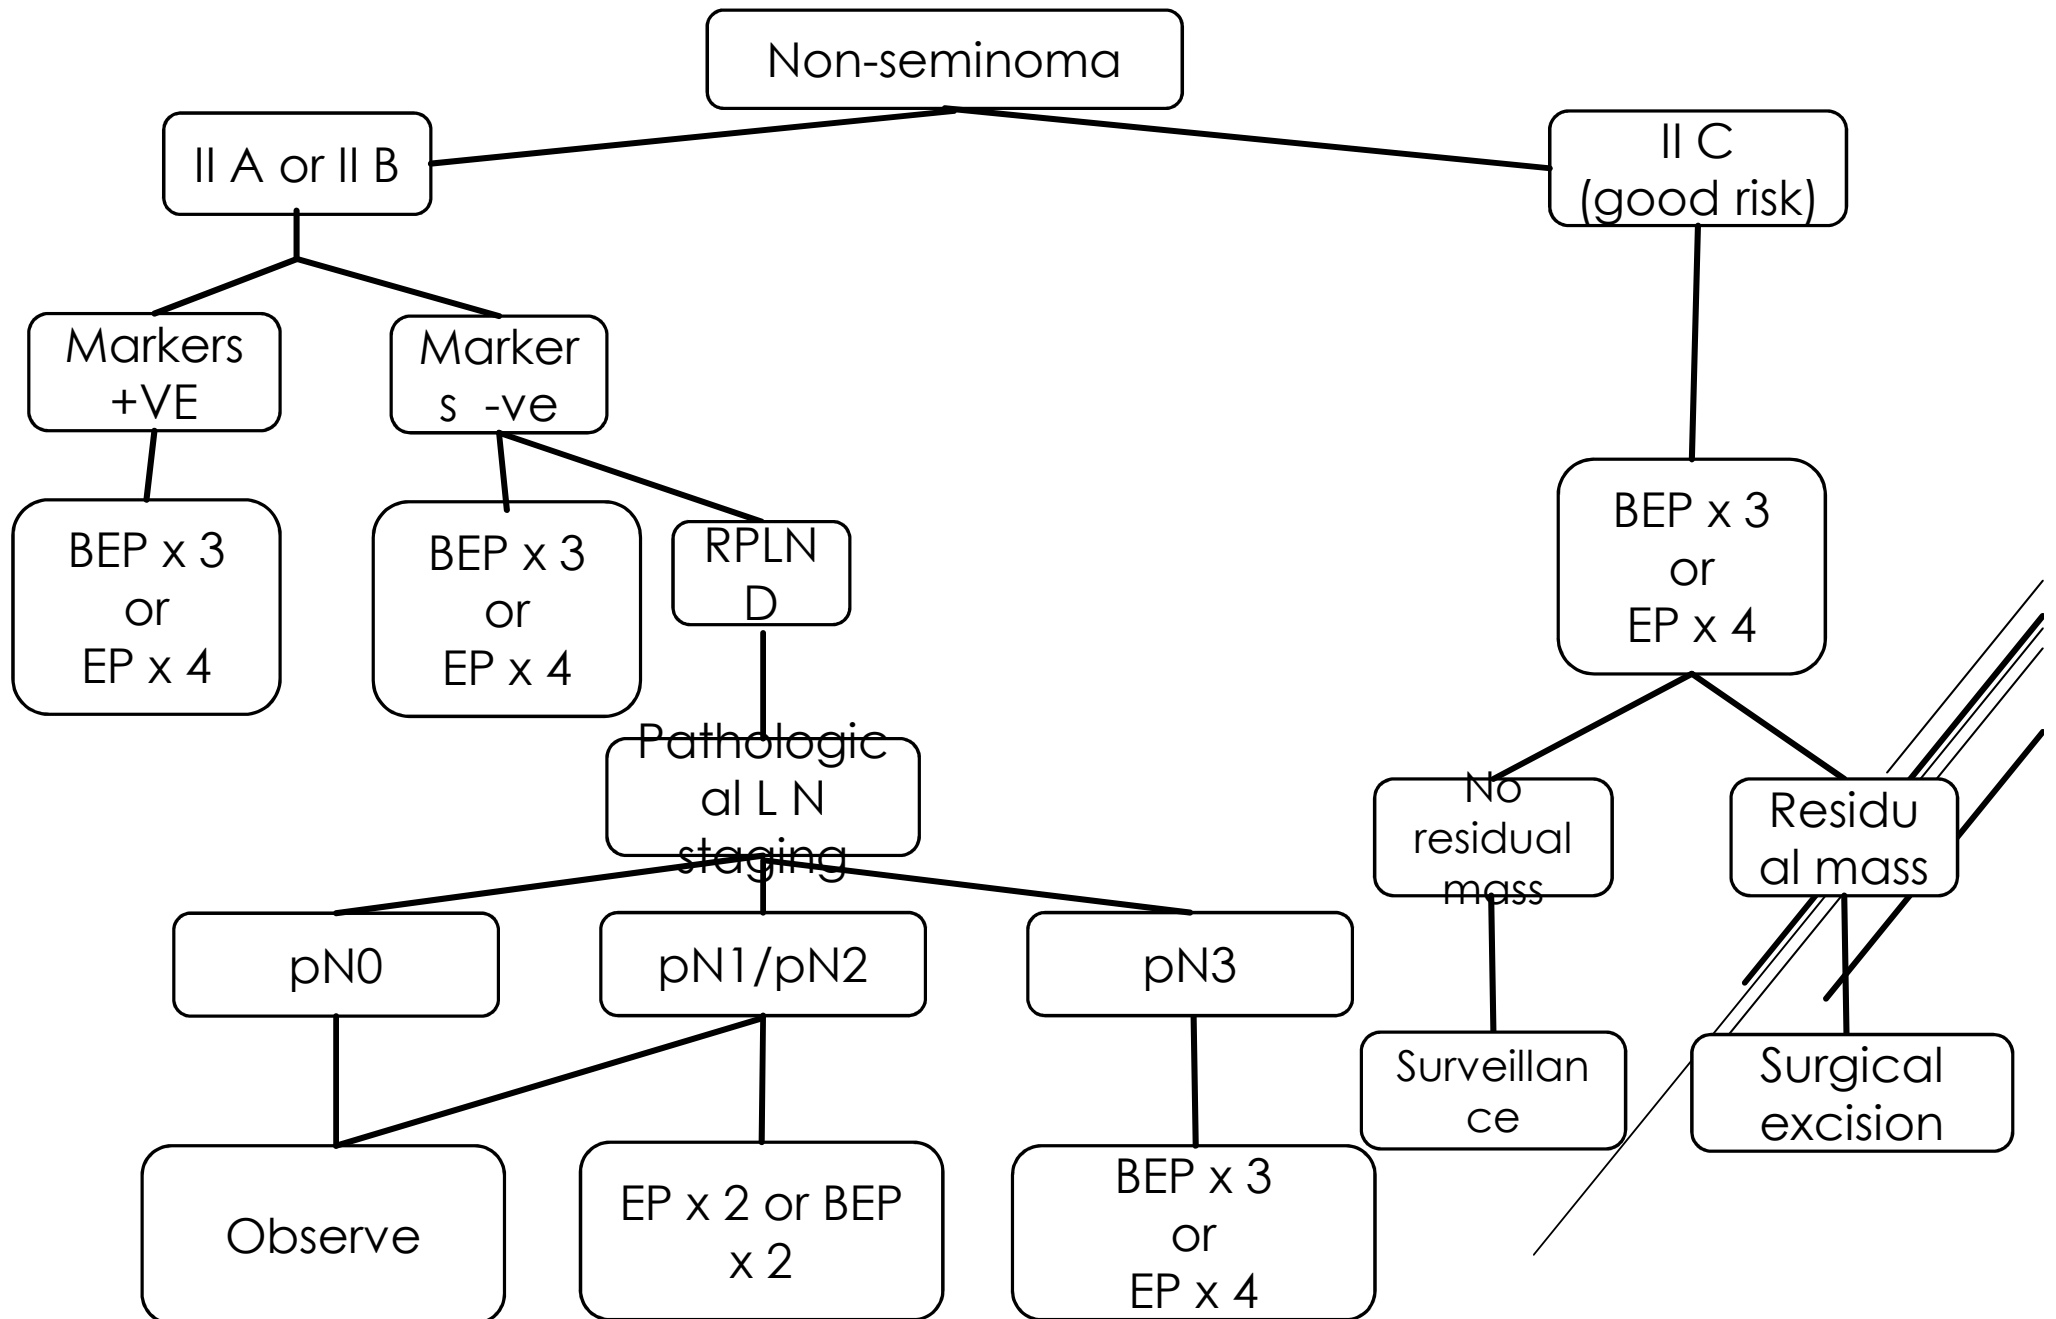 Non-seminoma
II A or II B
II C
(good risk)
Markers
+VE
Marker
s -ve
BEP x 3
or
EP x 4
BEP x 3
or
EP x 4
RPLN
D
BEP x 3
or
EP x 4
Pathologic
al L N
staging
No
residual
mass
Residu
al mass
pN0
pN1/pN2
pN3
Surveillan
ce
Surgical
excision
Observe
EP x 2 or BEP
x 2
BEP x 3
or
EP x 4